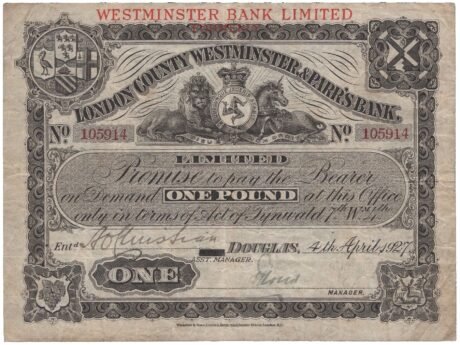 WESTMINSTER BANK LIMITED
LONDON COUNTY WESTMINSTER & PARR'S BANK,
No 105914 No 105914
LIMITED
Promise to pay the Bearer
on Demand ONE POUND at this Office
only in terms of Act of Tynwald 7th Wm 4th
Entd DOUGLAS, 4th April 1927
ASST. MANAGER.
ONE
MANAGER.